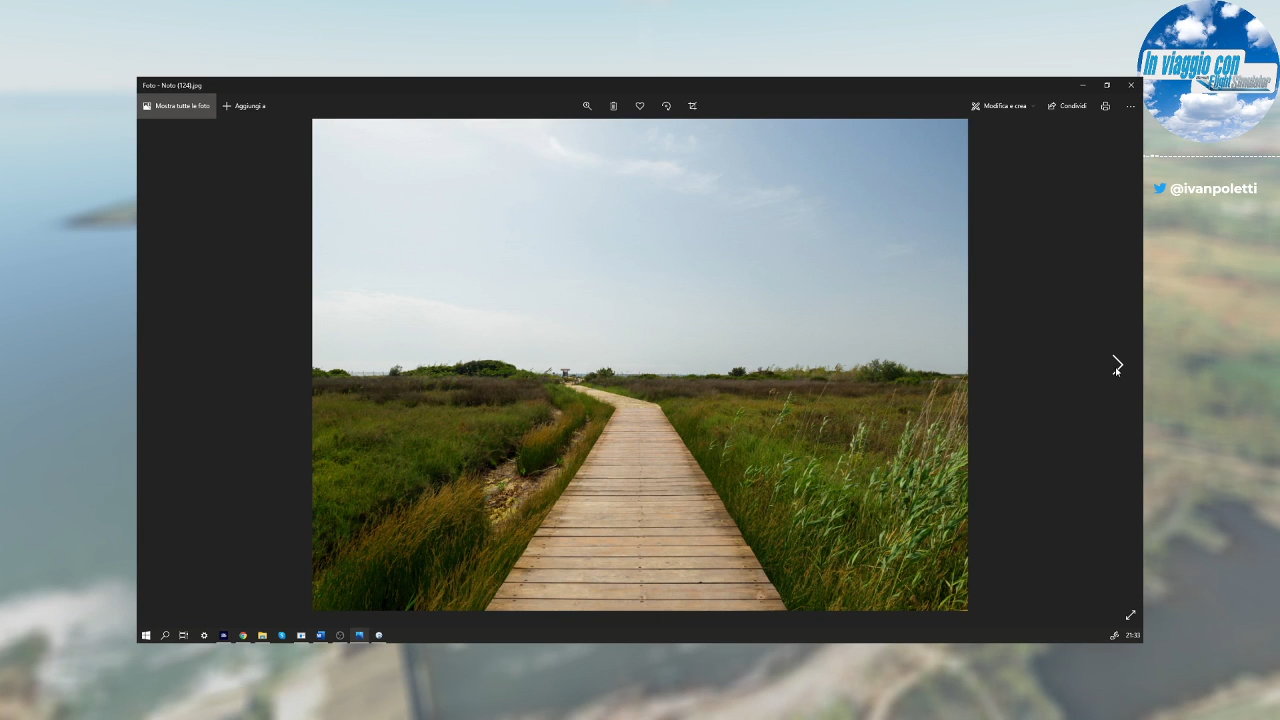 In viaggio con
Flight Simulator
Foto - Noto (124).jpg
Mostra tutte le foto
Aggiungi a
Modifica e crea
Condividi
@ivanpoletti
21:33